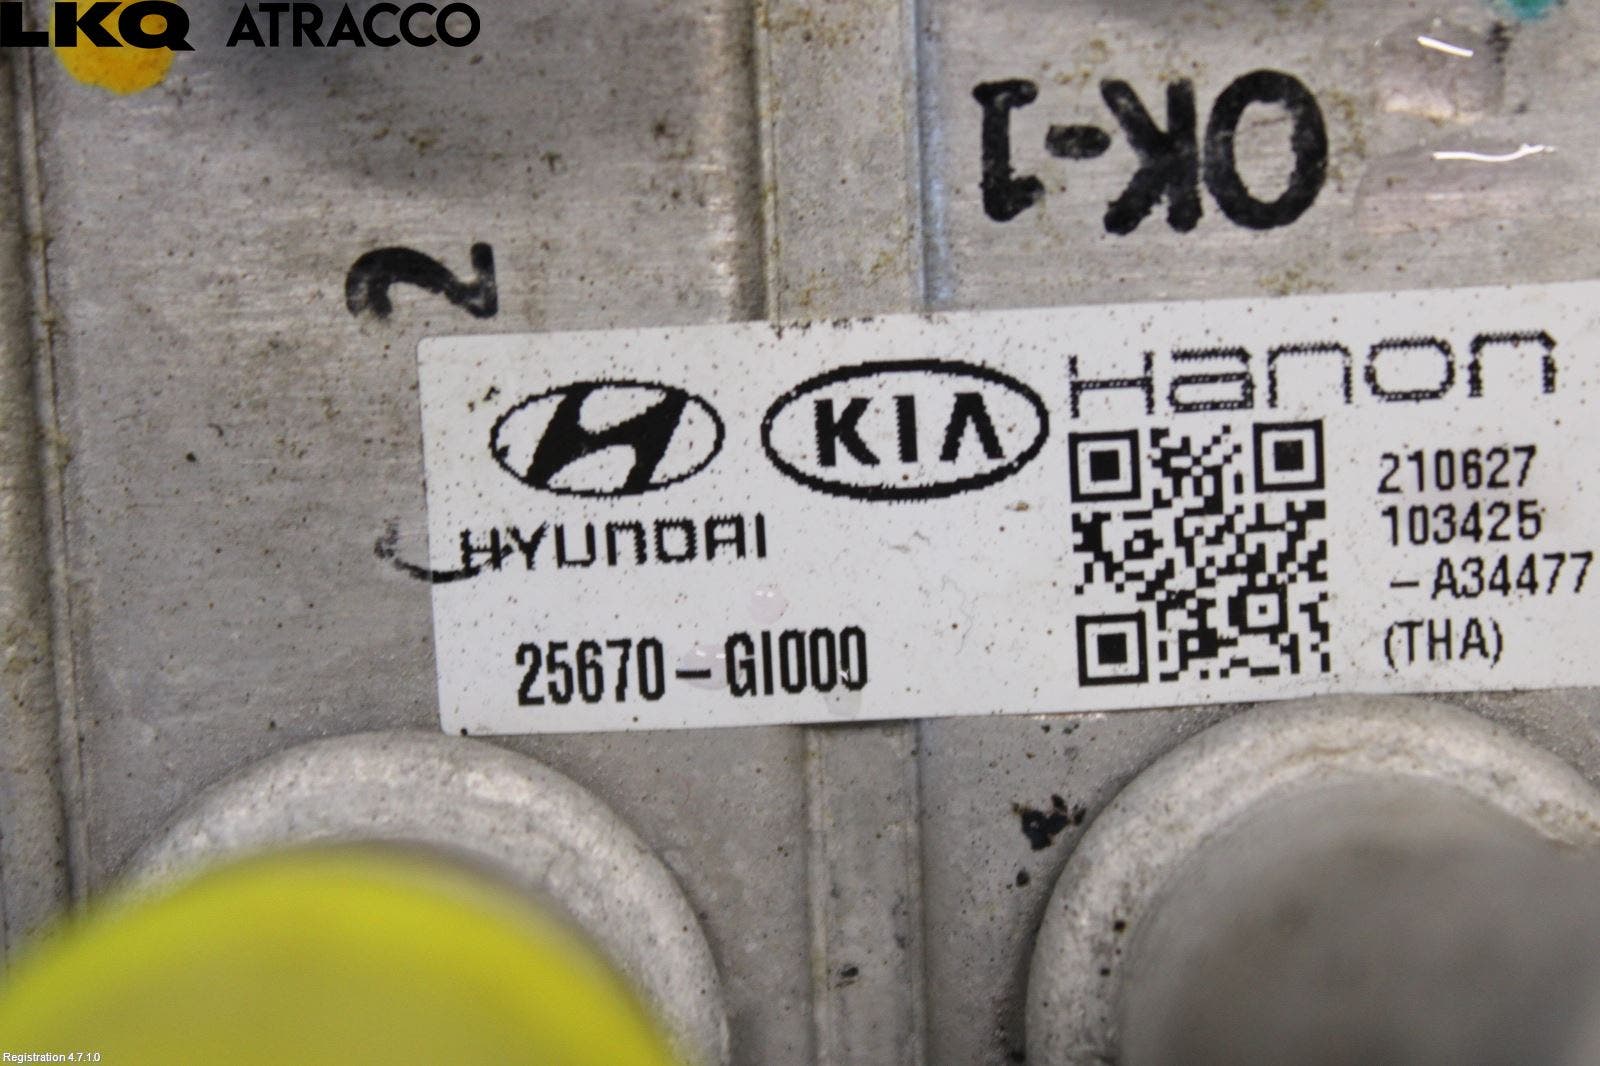 LKQ ATRACCO
OK-1
2
HYUNDAI
KIA
Hanon
210627
103425
-A34477
(THA)
25670-GI000
Registration 4.7.1.0